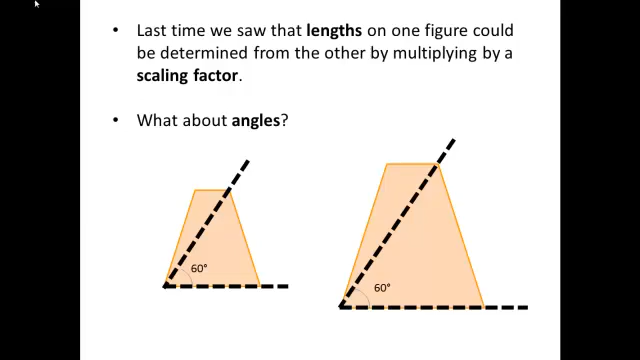 • Last time we saw that lengths on one figure could
be determined from the other by multiplying by a
scaling factor.
• What about angles?
60°
60°